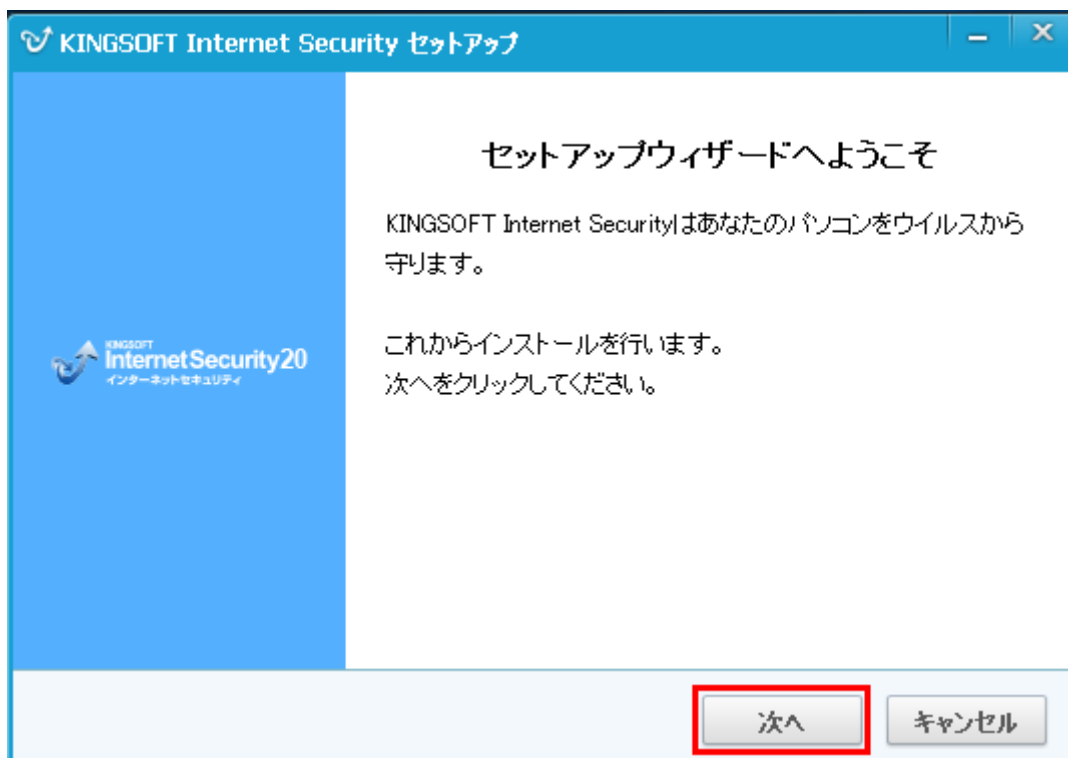 KINGSOFT Internet Security セットアップ
セットアップウィザードへようこそ
KINGSOFT Internet Securityはあなたのパソコンをウイルスから
守ります。
これからインストールを行います。
次へをクリックしてください。
KINGSOFT
InternetSecurity20
インターネットセキュリティ
次へ
キャンセル